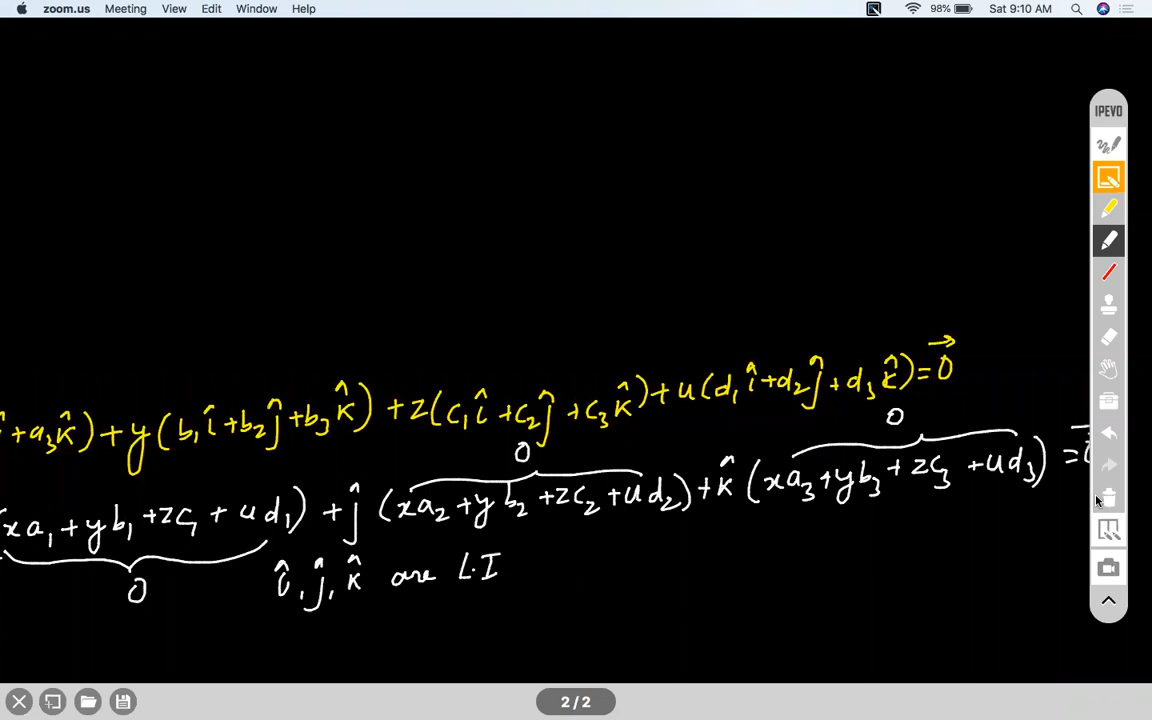 zoom.us Meeting View Edit Window Help 98% Sat 9:10 AM
IPEVO
î+a₃k̂)+y(b₁î+b₂ĵ+b₃k̂)+z(c₁î+c₂ĵ+c₃k̂)+u(d₁î+d₂ĵ+d₃k̂)=0⃗
0 0
xa₁+yb₁+zc₁+ud₁)+ĵ(xa₂+yb₂+zc₂+ud₂)+k̂(xa₃+yb₃+zc₃+ud₃)=0⃗
0
î, ĵ, k̂ are L.I
2/2